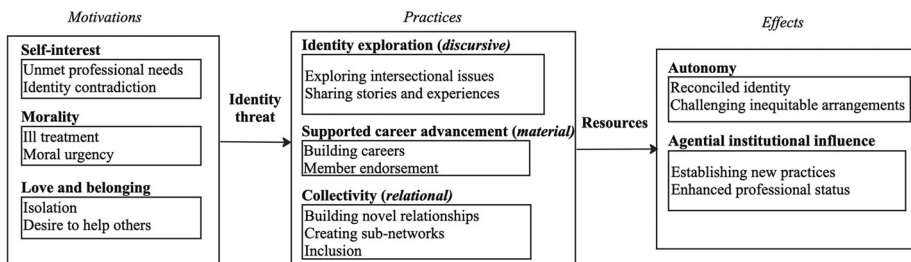 Motivations
Self-interest
Unmet professional needs
Identity contradiction
Morality
Ill treatment
Moral urgency
Love and belonging
Isolation
Desire to help others
Identity
threat
Practices
Identity exploration (discursive)
Exploring intersectional issues
Sharing stories and experiences
Supported career advancement (material)
Building careers
Member endorsement
Collectivity (relational)
Building novel relationships
Creating sub-networks
Inclusion
Resources
Effects
Autonomy
Reconciled identity
Challenging inequitable arrangements
Agential institutional influence
Establishing new practices
Enhanced professional status